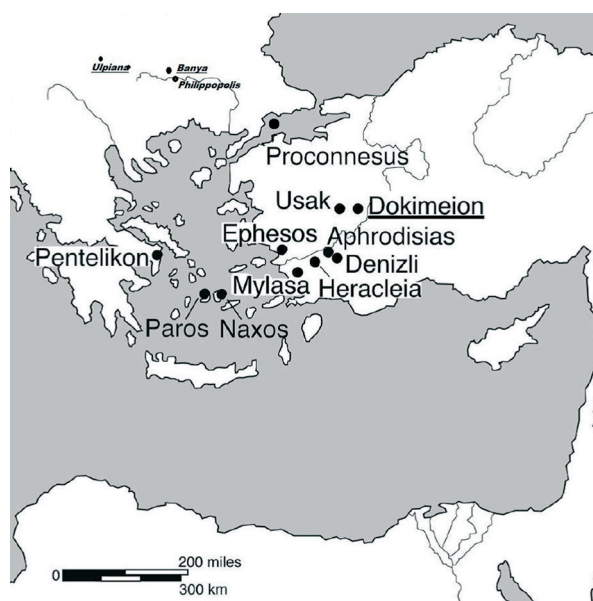 Ulpiana
Banya
Philippopolis
Proconnesus
Usak
Dokimeion
Ephesos
Aphrodisias
Pentelikon
Denizli
Mylasa
Heracleia
Paros
Naxos
200 miles
0
300 km